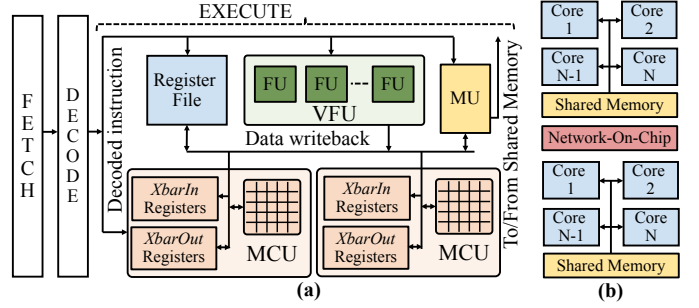 EXECUTE
FETCH
DECODE
Decoded instruction
Register
File
FU
FU
FU
VFU
MU
Data writeback
To/From Shared Memory
XbarIn
Registers
XbarOut
Registers
MCU
XbarIn
Registers
XbarOut
Registers
MCU
(a)
Core
1
Core
2
Core
N-1
Core
N
Shared Memory
Network-On-Chip
Core
1
Core
2
Core
N-1
Core
N
Shared Memory
(b)